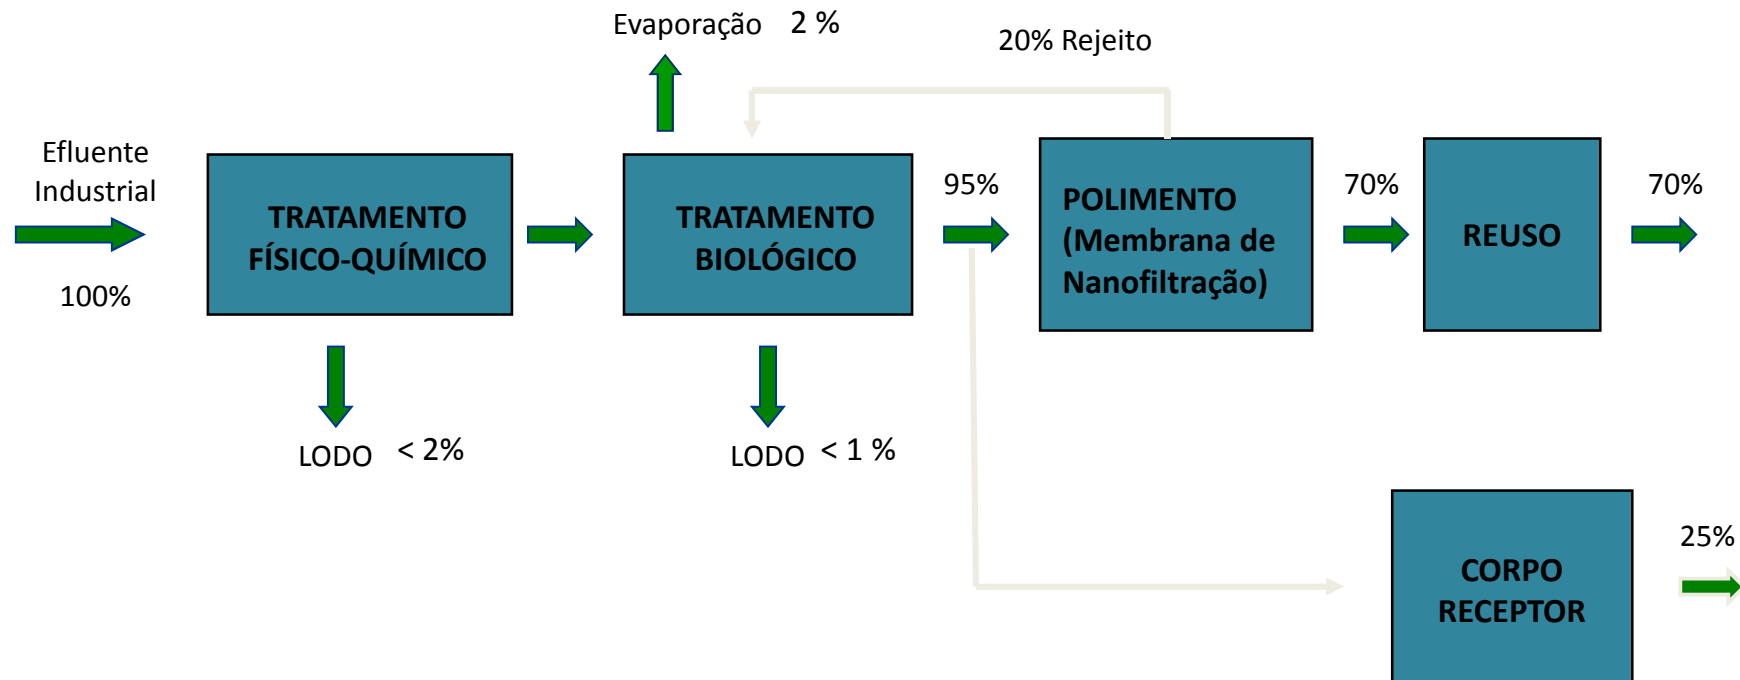 Evaporação 2 %
20% Rejeito
Efluente
Industrial
100%
TRATAMENTO
FÍSICO-QUÍMICO
TRATAMENTO
BIOLÓGICO
95%
POLIMENTO
(Membrana de
Nanofiltração)
70%
REUSO
70%
LODO < 2%
LODO < 1 %
CORPO
RECEPTOR
25%